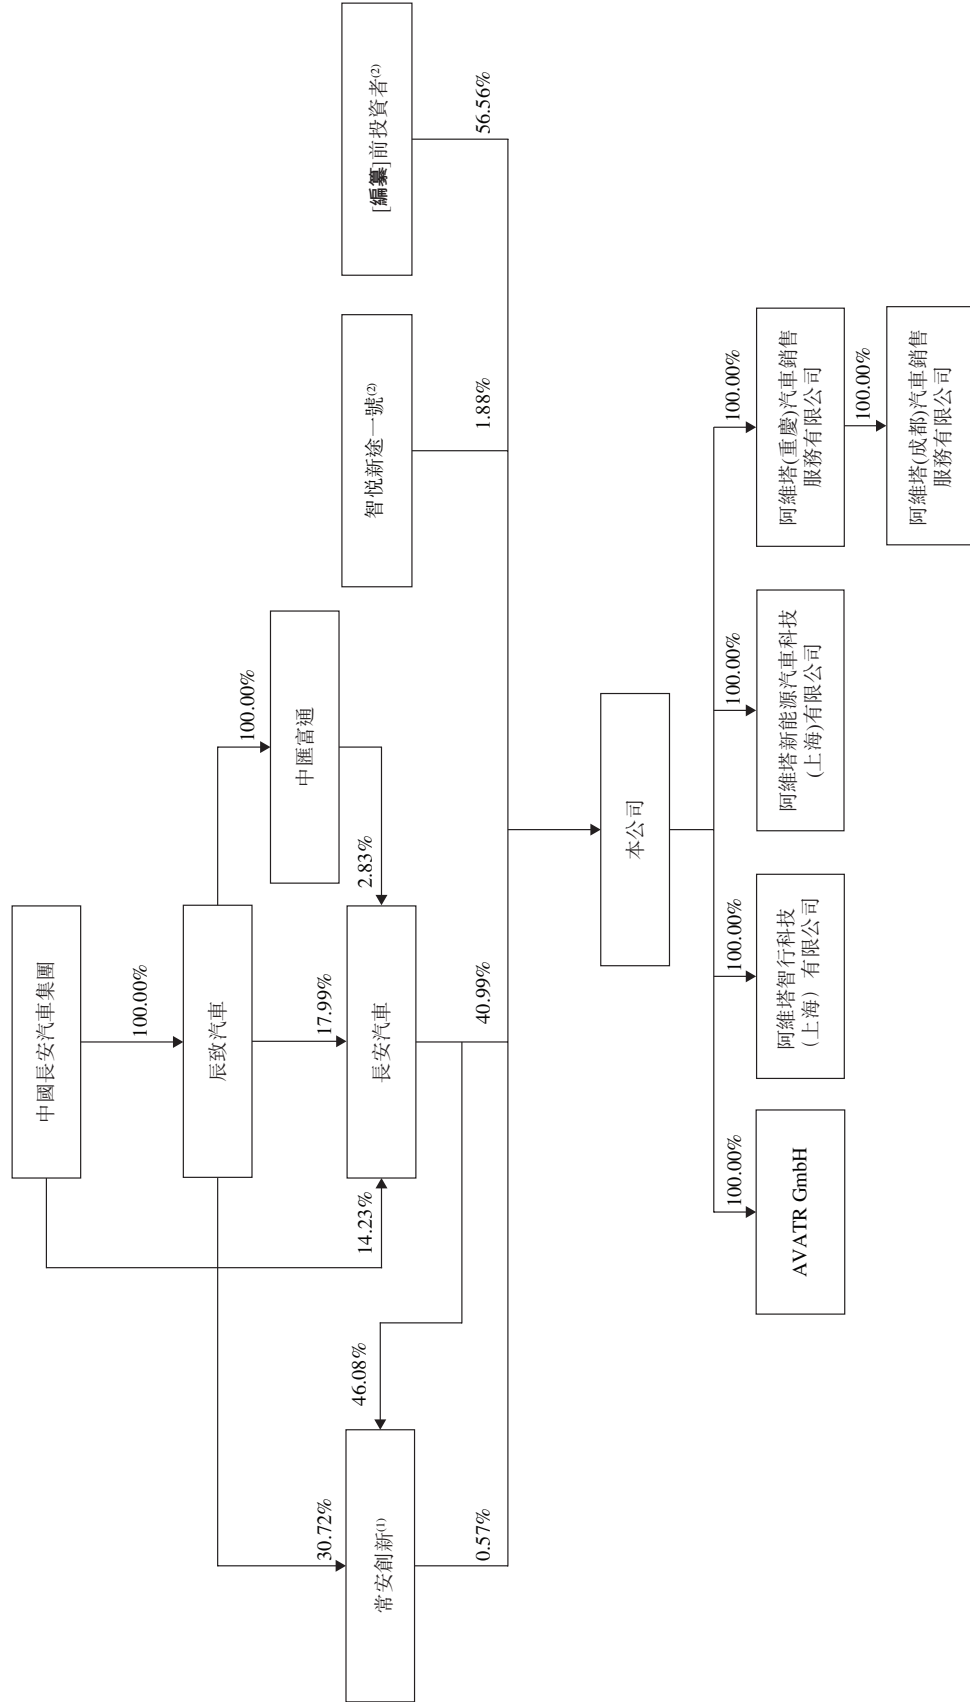 中國長安汽車集團
100.00%
辰致汽車
100.00%
中匯富通
30.72%
14.23%
17.99%
2.83%
46.08%
常安創新(1)
長安汽車
智悅新途一號(2)
[編纂]前投資者(2)
0.57%
40.99%
1.88%
56.56%
本公司
100.00%
100.00%
100.00%
100.00%
AVATR GmbH
阿維塔智行科技
（上海）有限公司
阿維塔新能源汽車科技
(上海)有限公司
阿維塔(重慶)汽車銷售
服務有限公司
100.00%
阿維塔(成都)汽車銷售
服務有限公司